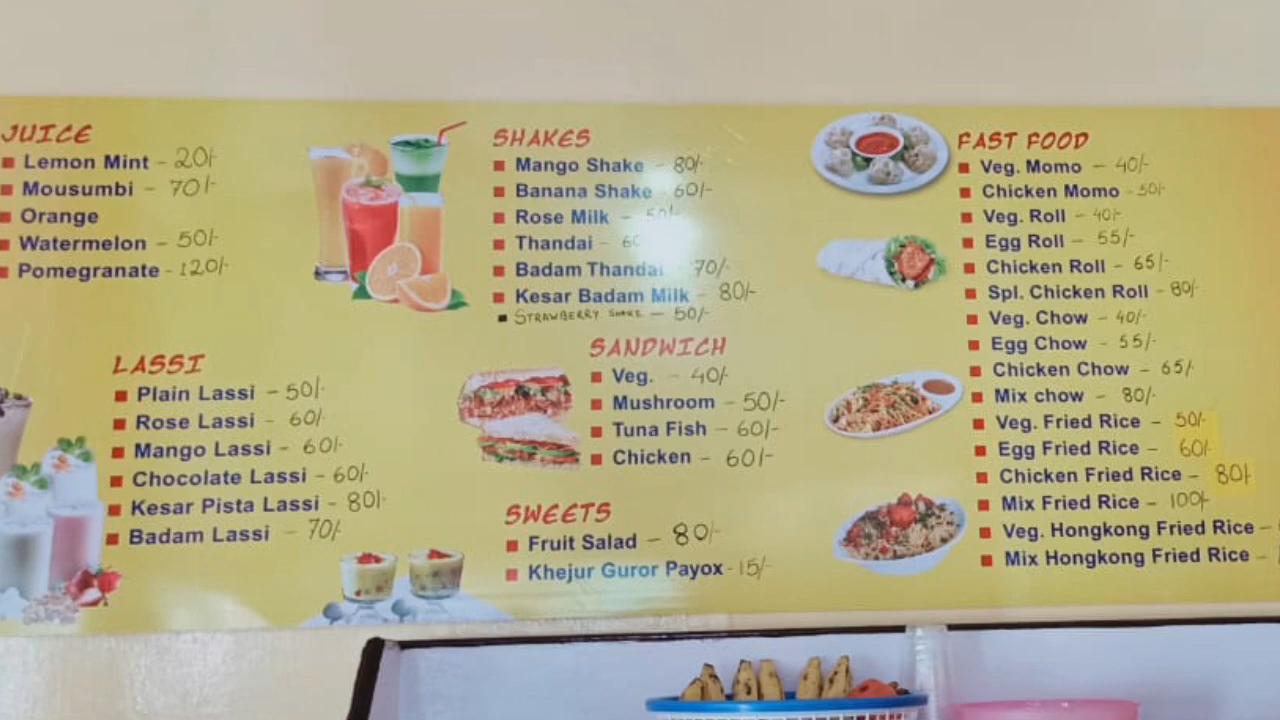 JUICE
Lemon Mint - 20/-
Mousumbi - 70/-
Orange
Watermelon - 50/-
Pomegranate - 120/-
LASSI
Plain Lassi - 50/-
Rose Lassi - 60/-
Mango Lassi - 60/-
Chocolate Lassi - 60/-
Kesar Pista Lassi - 80/-
Badam Lassi - 70/-
SHAKES
Mango Shake - 80/-
Banana Shake - 60/-
Rose Milk - 50/-
Thandai - 60
Badam Thandai 70/-
Kesar Badam Milk - 80/-
STRAWBERRY SHAKE - 50/-
SANDWICH
Veg. - 40/-
Mushroom - 50/-
Tuna Fish - 60/-
Chicken - 60/-
SWEETS
Fruit Salad - 80/-
Khejur Guror Payox - 15/-
FAST FOOD
Veg. Momo - 40/-
Chicken Momo - 50/-
Veg. Roll - 40/-
Egg Roll - 55/-
Chicken Roll - 65/-
Spl. Chicken Roll - 80/-
Veg. Chow - 40/-
Egg Chow - 55/-
Chicken Chow - 65/-
Mix chow - 80/-
Veg. Fried Rice - 50/-
Egg Fried Rice - 60/-
Chicken Fried Rice - 80/-
Mix Fried Rice - 100/-
Veg. Hongkong Fried Rice -
Mix Hongkong Fried Rice -